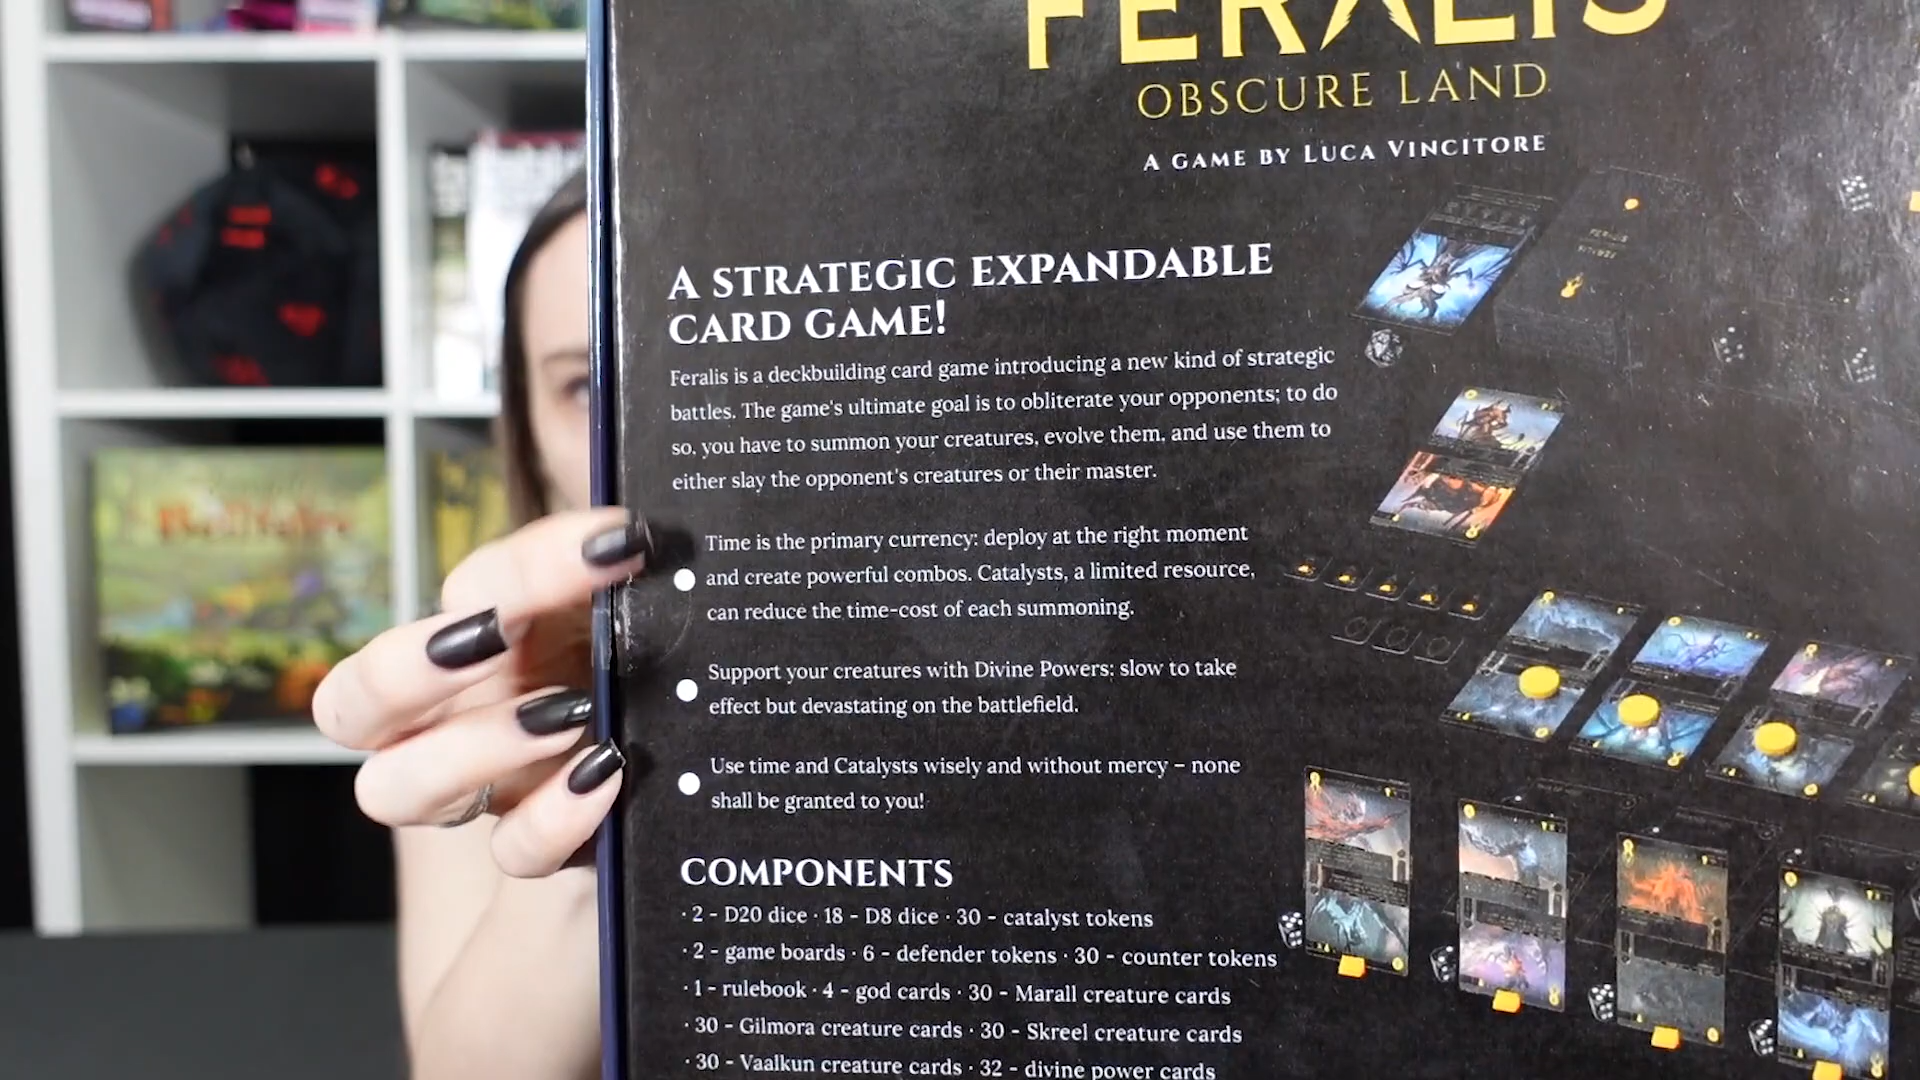 FERALIS
OBSCURE LAND
A GAME BY LUCA VINCITORE
A STRATEGIC EXPANDABLE
CARD GAME!
Feralis is a deckbuilding card game introducing a new kind of strategic
battles. The game's ultimate goal is to obliterate your opponents; to do
so, you have to summon your creatures, evolve them, and use them to
either slay the opponent's creatures or their master.
Time is the primary currency: deploy at the right moment
and create powerful combos. Catalysts, a limited resource,
can reduce the time-cost of each summoning.
Support your creatures with Divine Powers: slow to take
effect but devastating on the battlefield.
Use time and Catalysts wisely and without mercy – none
shall be granted to you!
COMPONENTS
· 2 - D20 dice · 18 - D8 dice · 30 - catalyst tokens
· 2 - game boards · 6 - defender tokens · 30 - counter tokens
· 1 - rulebook · 4 - god cards · 30 - Marall creature cards
· 30 - Gilmora creature cards · 30 - Skreel creature cards
· 30 - Vaalkun creature cards · 32 - divine power cards